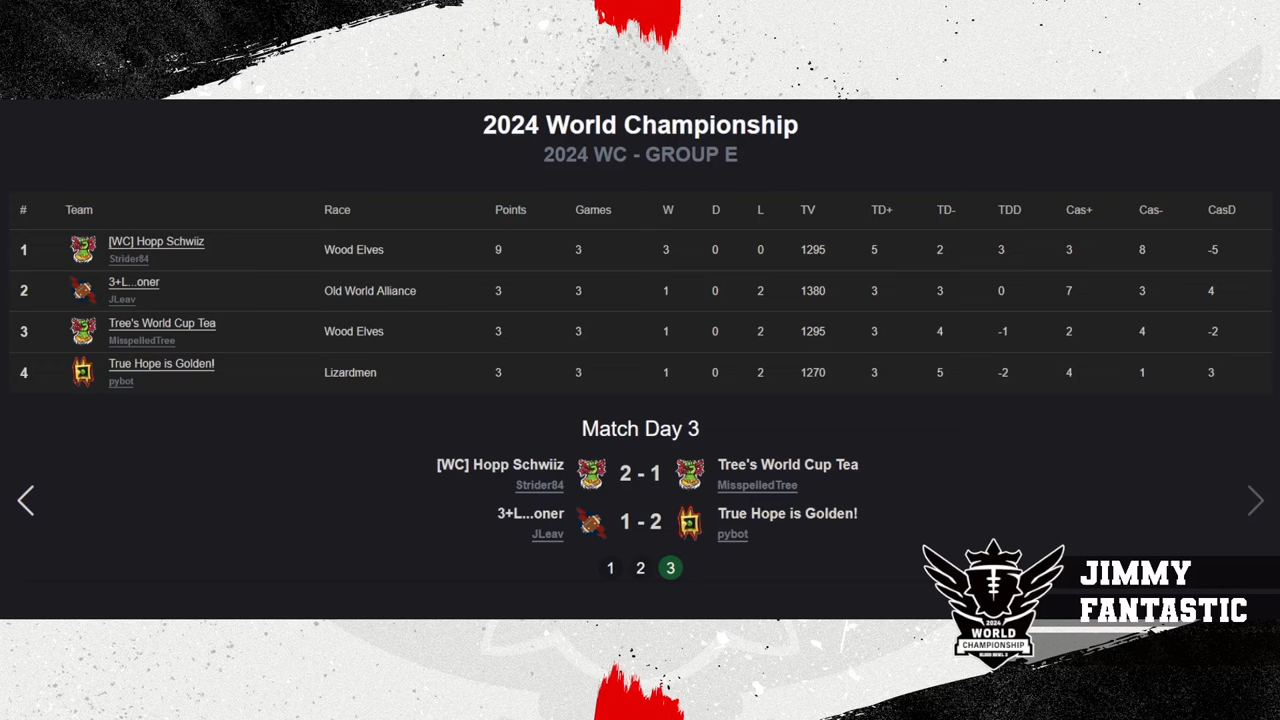 2024 World Championship
2024 WC - GROUP E
# Team Race Points Games W D L TV TD+ TD- TDD Cas+ Cas- CasD
1 [WC] Hopp Schwiiz Wood Elves 9 3 3 0 0 1295 5 2 3 3 8 -5
Strider84
2 3+L...oner Old World Alliance 3 3 1 0 2 1380 3 3 0 7 3 4
JLeav
3 Tree's World Cup Tea Wood Elves 3 3 1 0 2 1295 3 4 -1 2 4 -2
MisspelledTree
4 True Hope is Golden! Lizardmen 3 3 1 0 2 1270 3 5 -2 4 1 3
pybot
Match Day 3
[WC] Hopp Schwiiz 2 - 1 Tree's World Cup Tea
Strider84 MisspelledTree
3+L...oner 1 - 2 True Hope is Golden!
JLeav pybot
1 2 3
JIMMY
FANTASTIC
2024
WORLD
CHAMPIONSHIP
BLOOD BOWL 3